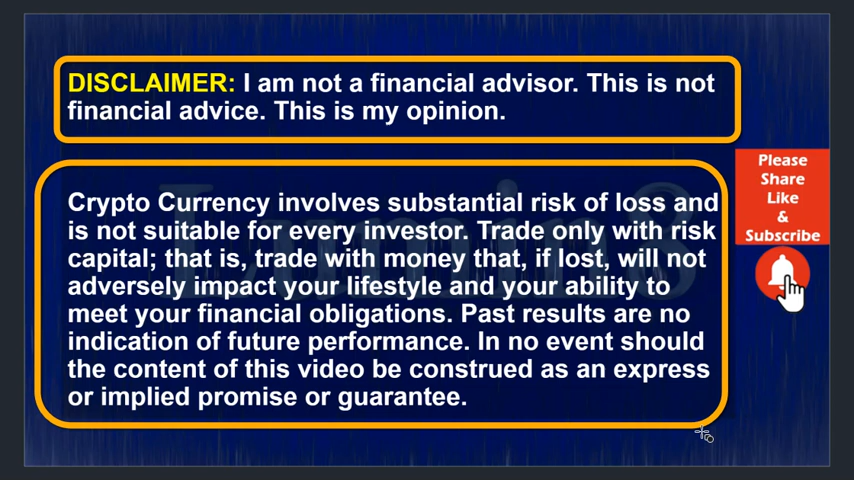 DISCLAIMER: I am not a financial advisor. This is not
financial advice. This is my opinion.
Crypto Currency involves substantial risk of loss and
is not suitable for every investor. Trade only with risk
capital; that is, trade with money that, if lost, will not
adversely impact your lifestyle and your ability to
meet your financial obligations. Past results are no
indication of future performance. In no event should
the content of this video be construed as an express
or implied promise or guarantee.
Please
Share
Like
&
Subscribe